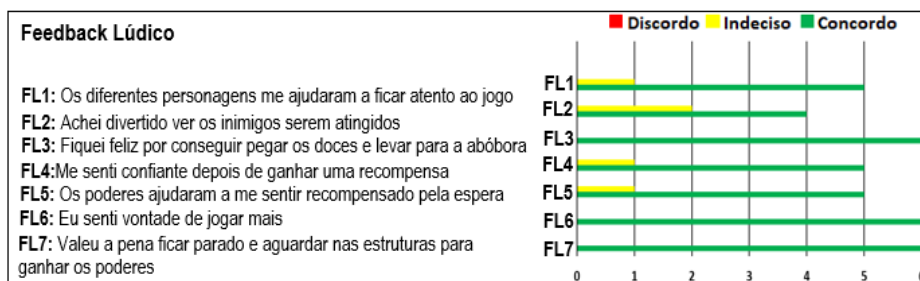 Feedback Lúdico
FL1: Os diferentes personagens me ajudaram a ficar atento ao jogo
FL2: Achei divertido ver os inimigos serem atingidos
FL3: Fiquei feliz por conseguir pegar os doces e levar para a abóbora
FL4:Me senti confiante depois de ganhar uma recompensa
FL5: Os poderes ajudaram a me sentir recompensado pela espera
FL6: Eu senti vontade de jogar mais
FL7: Valeu a pena ficar parado e aguardar nas estruturas para
ganhar os poderes
Discordo Indeciso Concordo
FL1
FL2
FL3
FL4
FL5
FL6
FL7
0 1 2 3 4 5 6